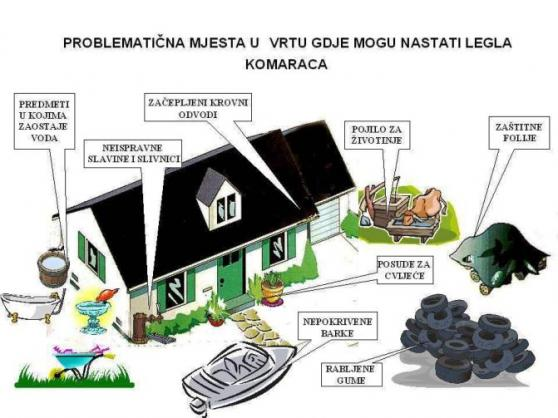 PROBLEMATIČNA MJESTA U VRTU GDJE MOGU NASTATI LEGLA
KOMARACA
PREDMETI
U KOJIMA
ZAOSTAJE
VODA
NEISPRAVNE
SLAVINE I SLIVNICI
ZAČEPLJENI KROVNI
ODVODI
POJILO ZA
ŽIVOTINJE
ZAŠTITNE
FOLIJE
POSUDE ZA
CVIJEĆE
NEPOKRIVENE
BARKE
RABLJENE
GUME